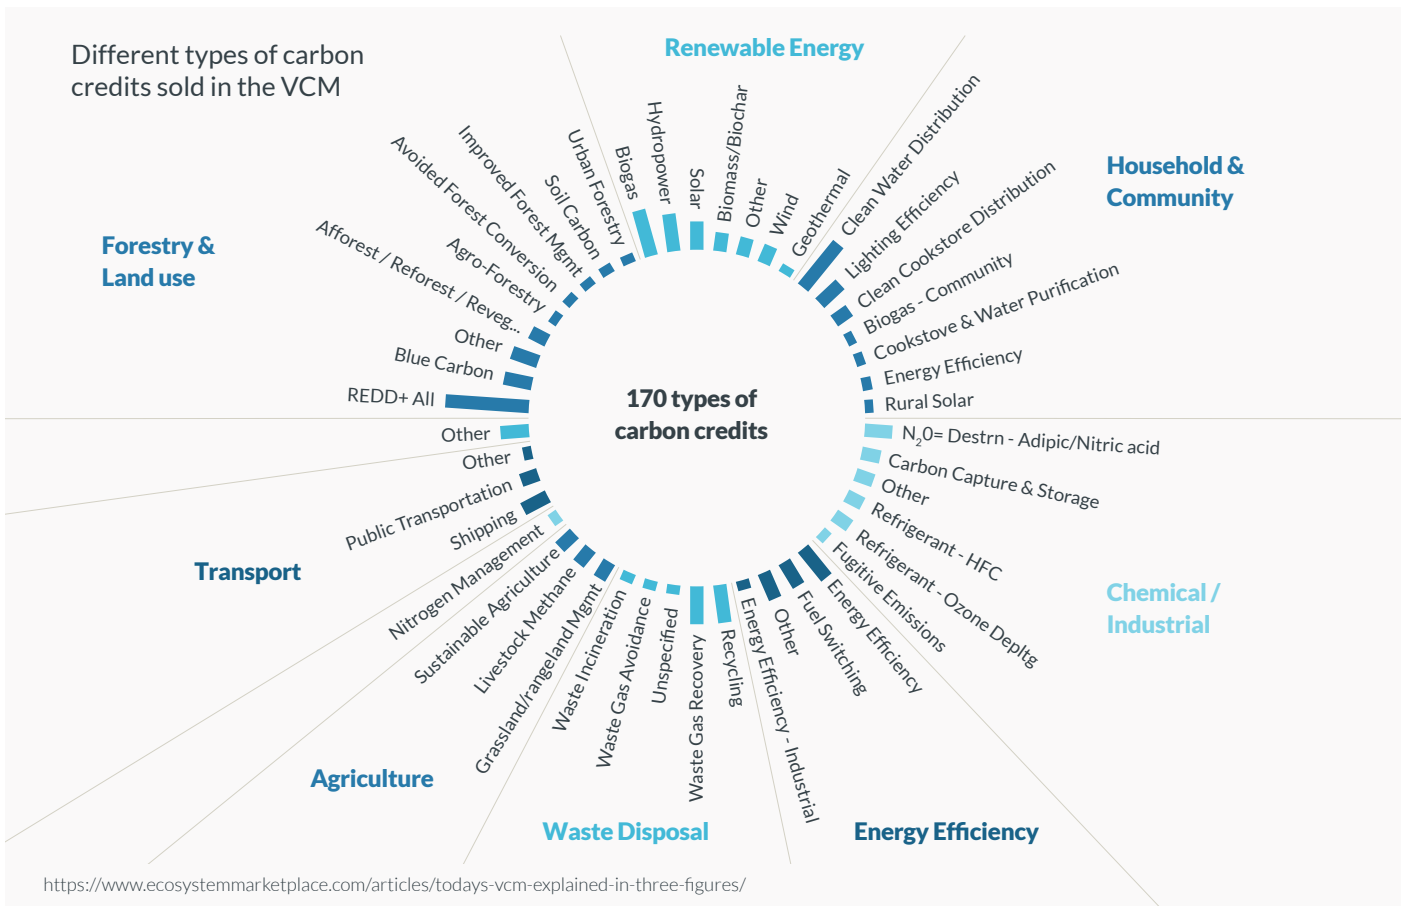 Different types of carbon
credits sold in the VCM
Renewable Energy
Biogas
Hydropower
Solar
Biomass/Biochar
Other
Wind
Geothermal
Household &
Community
Clean Water Distribution
Lighting Efficiency
Clean Cookstore Distribution
Biogas - Community
Cookstove & Water Purification
Energy Efficiency
Rural Solar
Chemical /
Industrial
N20= Destrn - Adipic/Nitric acid
Carbon Capture & Storage
Other
Refrigerant - HFC
Refrigerant - Ozone Depltg
Fugitive Emissions
Energy Efficiency
Energy Efficiency
Fuel Switching
Other
Energy Efficiency - Industrial
Waste Disposal
Recycling
Waste Gas Recovery
Unspecified
Waste Gas Avoidance
Waste Incineration
Agriculture
Grassland/rangeland Mgmt
Livestock Methane
Sustainable Agriculture
Nitrogen Management
Transport
Shipping
Public Transportation
Other
Other
Forestry &
Land use
REDD+ All
Blue Carbon
Other
Afforest / Reforest / Reveg...
Agro-Forestry
Avoided Forest Conversion
Improved Forest Mgmt
Soil Carbon
Urban Forestry
170 types of
carbon credits
https://www.ecosystemmarketplace.com/articles/todays-vcm-explained-in-three-figures/